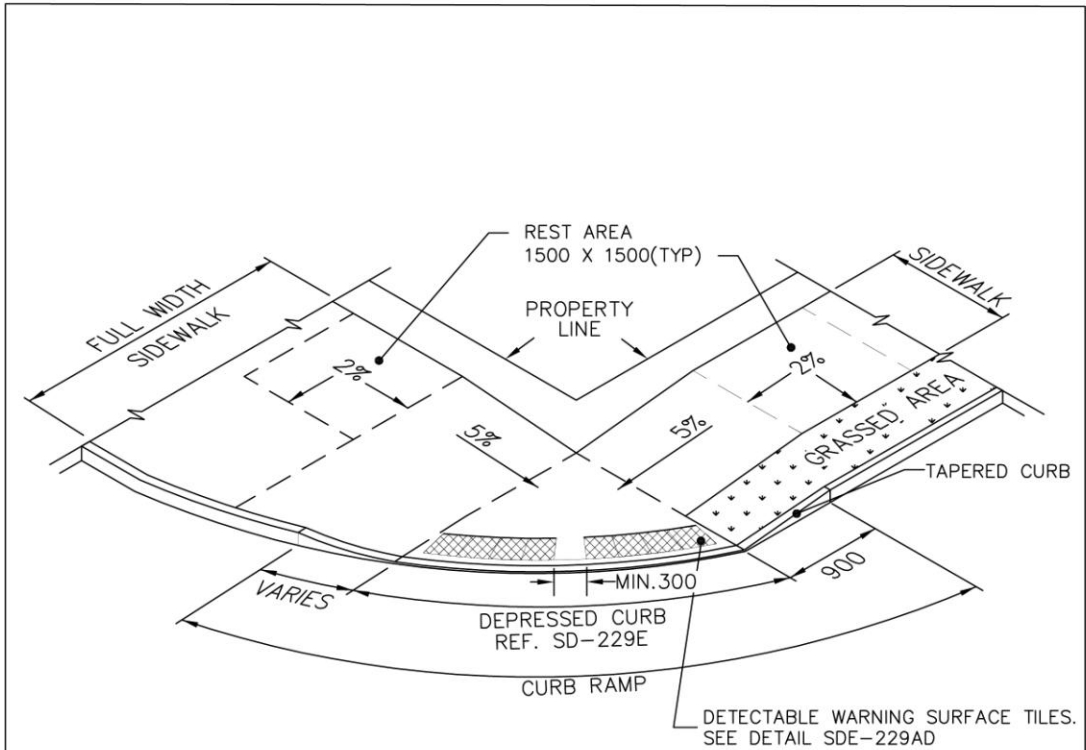 REST AREA
1500 X 1500(TYP)
PROPERTY
LINE
FULL WIDTH
SIDEWALK
SIDEWALK
2%
2%
5%
5%
GRASSED AREA
TAPERED CURB
900
MIN.300
VARIES
DEPRESSED CURB
REF. SD-229E
CURB RAMP
DETECTABLE WARNING SURFACE TILES.
SEE DETAIL SDE-229AD